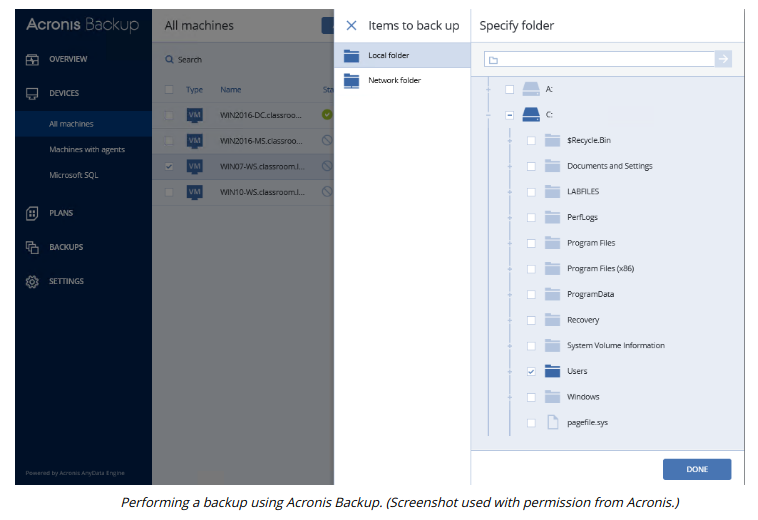 Acronis Backup
OVERVIEW
DEVICES
All machines
Machines with agents
Microsoft SQL
PLANS
BACKUPS
SETTINGS
Powered by Acronis AnyData Engine
All machines
Search
Type Name Sta
VM WIN2016-DC.classroo...
VM WIN2016-MS.classroo...
VM WIN07-WS.classroom.l...
VM WIN10-WS.classroom.l...
Items to back up
Local folder
Network folder
Specify folder
A:
C:
$Recycle.Bin
Documents and Settings
LABFILES
PerfLogs
Program Files
Program Files (x86)
ProgramData
Recovery
System Volume Information
Users
Windows
pagefile.sys
DONE
Performing a backup using Acronis Backup. (Screenshot used with permission from Acronis.)